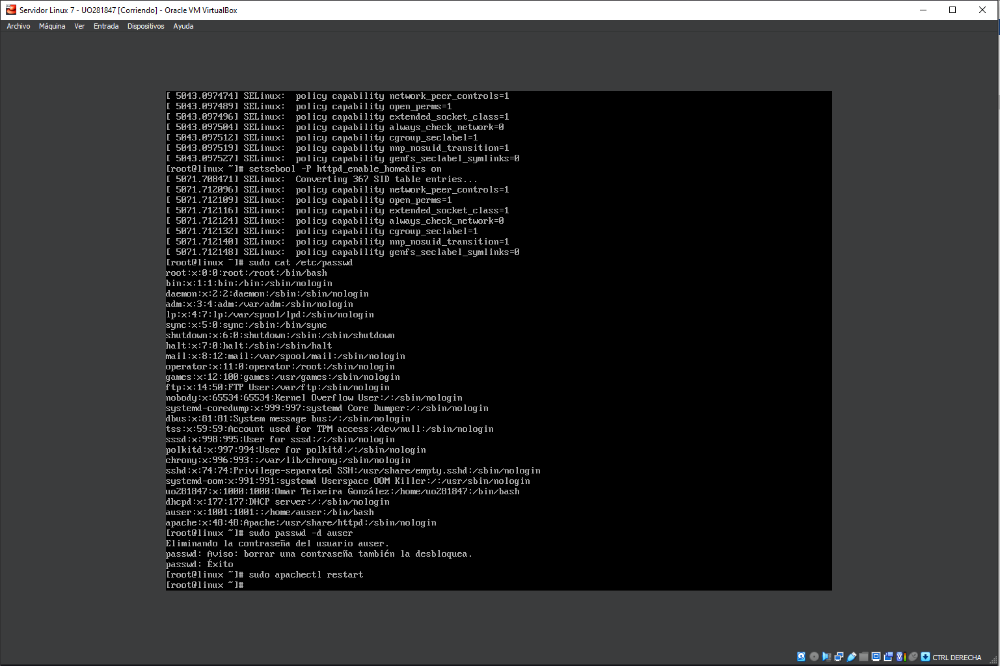 Servidor Linux 7 - UO281847 [Corriendo] - Oracle VM VirtualBox
Archivo Máquina Ver Entrada Dispositivos Ayuda
[ 5043.097474] SELinux:  policy capability network_peer_controls=1
[ 5043.097489] SELinux:  policy capability open_perms=1
[ 5043.097496] SELinux:  policy capability extended_socket_class=1
[ 5043.097504] SELinux:  policy capability always_check_network=0
[ 5043.097512] SELinux:  policy capability cgroup_seclabel=1
[ 5043.097519] SELinux:  policy capability nnp_nosuid_transition=1
[ 5043.097527] SELinux:  policy capability genfs_seclabel_symlinks=0
[root@linux ~]# setsebool -P httpd_enable_homedirs on
[ 5071.708471] SELinux:  Converting 367 SID table entries...
[ 5071.712096] SELinux:  policy capability network_peer_controls=1
[ 5071.712109] SELinux:  policy capability open_perms=1
[ 5071.712116] SELinux:  policy capability extended_socket_class=1
[ 5071.712124] SELinux:  policy capability always_check_network=0
[ 5071.712132] SELinux:  policy capability cgroup_seclabel=1
[ 5071.712140] SELinux:  policy capability nnp_nosuid_transition=1
[ 5071.712148] SELinux:  policy capability genfs_seclabel_symlinks=0
[root@linux ~]# sudo cat /etc/passwd
root:x:0:0:root:/root:/bin/bash
bin:x:1:1:bin:/bin:/sbin/nologin
daemon:x:2:2:daemon:/sbin:/sbin/nologin
adm:x:3:4:adm:/var/adm:/sbin/nologin
lp:x:4:7:lp:/var/spool/lpd:/sbin/nologin
sync:x:5:0:sync:/sbin:/bin/sync
shutdown:x:6:0:shutdown:/sbin:/sbin/shutdown
halt:x:7:0:halt:/sbin:/sbin/halt
mail:x:8:12:mail:/var/spool/mail:/sbin/nologin
operator:x:11:0:operator:/root:/sbin/nologin
games:x:12:100:games:/usr/games:/sbin/nologin
ftp:x:14:50:FTP User:/var/ftp:/sbin/nologin
nobody:x:65534:65534:Kernel Overflow User:/:/sbin/nologin
systemd-coredump:x:999:997:systemd Core Dumper:/:/sbin/nologin
dbus:x:81:81:System message bus:/:/sbin/nologin
tss:x:59:59:Account used for TPM access:/dev/null:/sbin/nologin
sssd:x:998:995:User for sssd:/:/sbin/nologin
polkitd:x:997:994:User for polkitd:/:/sbin/nologin
chrony:x:996:993::/var/lib/chrony:/sbin/nologin
sshd:x:74:74:Privilege-separated SSH:/usr/share/empty.sshd:/sbin/nologin
systemd-oom:x:991:991:systemd Userspace OOM Killer:/:/usr/sbin/nologin
uo281847:x:1000:1000:Omar Teixeira González:/home/uo281847:/bin/bash
dhcpd:x:177:177:DHCP server:/:/sbin/nologin
auser:x:1001:1001::/home/auser:/bin/bash
apache:x:48:48:Apache:/usr/share/httpd:/sbin/nologin
[root@linux ~]# sudo passwd -d auser
Eliminando la contraseña del usuario auser.
passwd: Aviso: borrar una contraseña también la desbloquea.
passwd: Éxito
[root@linux ~]# sudo apachectl restart
[root@linux ~]#
CTRL DERECHA